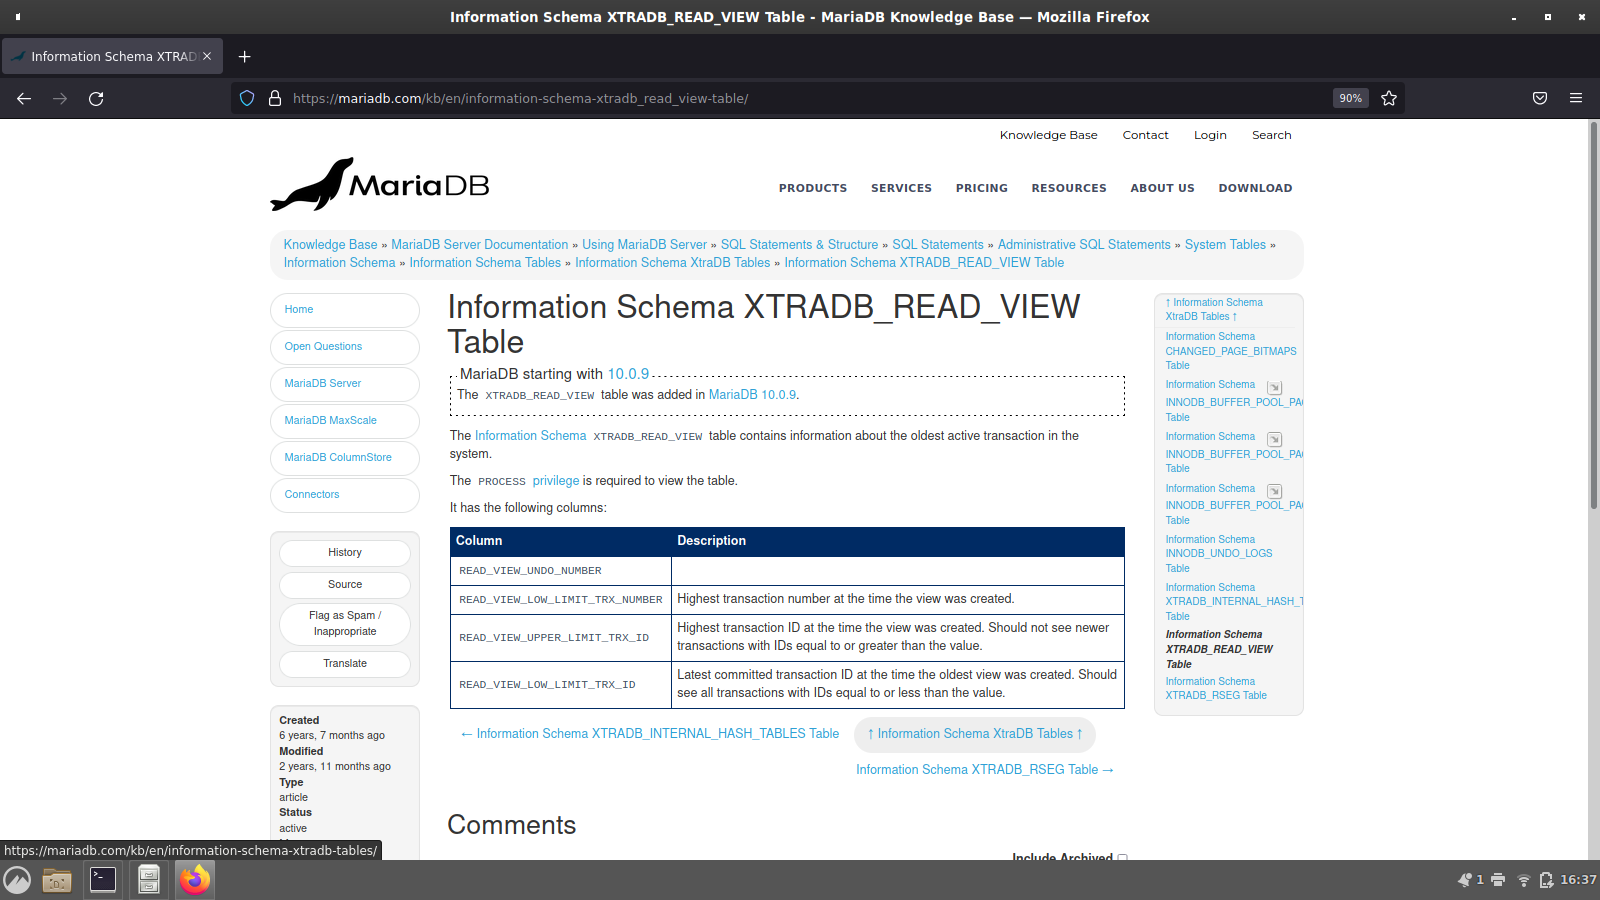 Information Schema XTRADB_READ_VIEW Table - MariaDB Knowledge Base — Mozilla Firefox
Information Schema XTRAD
https://mariadb.com/kb/en/information-schema-xtradb_read_view-table/
90%
Knowledge Base
Contact
Login
Search
MariaDB
PRODUCTS
SERVICES
PRICING
RESOURCES
ABOUT US
DOWNLOAD
Knowledge Base » MariaDB Server Documentation » Using MariaDB Server » SQL Statements & Structure » SQL Statements » Administrative SQL Statements » System Tables »
Information Schema » Information Schema Tables » Information Schema XtraDB Tables » Information Schema XTRADB_READ_VIEW Table
Home
Open Questions
MariaDB Server
MariaDB MaxScale
MariaDB ColumnStore
Connectors
History
Source
Flag as Spam /
Inappropriate
Translate
Created
6 years, 7 months ago
Modified
2 years, 11 months ago
Type
article
Status
active
Information Schema XTRADB_READ_VIEW
Table
MariaDB starting with 10.0.9
The XTRADB_READ_VIEW table was added in MariaDB 10.0.9.
The Information Schema XTRADB_READ_VIEW table contains information about the oldest active transaction in the
system.
The PROCESS privilege is required to view the table.
It has the following columns:
Column Description
READ_VIEW_UNDO_NUMBER
READ_VIEW_LOW_LIMIT_TRX_NUMBER Highest transaction number at the time the view was created.
READ_VIEW_UPPER_LIMIT_TRX_ID Highest transaction ID at the time the view was created. Should not see newer
transactions with IDs equal to or greater than the value.
READ_VIEW_LOW_LIMIT_TRX_ID Latest committed transaction ID at the time the oldest view was created. Should
see all transactions with IDs equal to or less than the value.
← Information Schema XTRADB_INTERNAL_HASH_TABLES Table
↑ Information Schema XtraDB Tables ↑
Information Schema XTRADB_RSEG Table →
Comments
Include Archived
↑ Information Schema
XtraDB Tables ↑
Information Schema
CHANGED_PAGE_BITMAPS
Table
Information Schema
INNODB_BUFFER_POOL_PA
Table
Information Schema
INNODB_BUFFER_POOL_PA
Table
Information Schema
INNODB_BUFFER_POOL_PA
Table
Information Schema
INNODB_UNDO_LOGS
Table
Information Schema
XTRADB_INTERNAL_HASH_T
Table
Information Schema
XTRADB_READ_VIEW
Table
Information Schema
XTRADB_RSEG Table
https://mariadb.com/kb/en/information-schema-xtradb-tables/
1
16:37